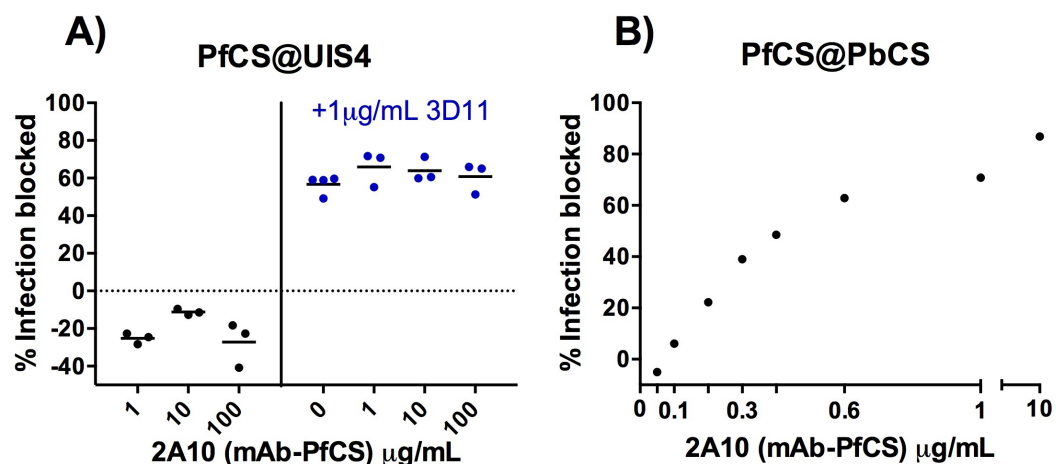 A)
PfCS@UIS4
% Infection blocked
100
80
60
40
20
0
-20
-40
+1μg/mL 3D11
1 10 100 0 1 10 100
2A10 (mAb-PfCS) μg/mL
B)
PfCS@PbCS
% Infection blocked
100
80
60
40
20
0
0 0.1 0.3 0.6 1 10
2A10 (mAb-PfCS) μg/mL